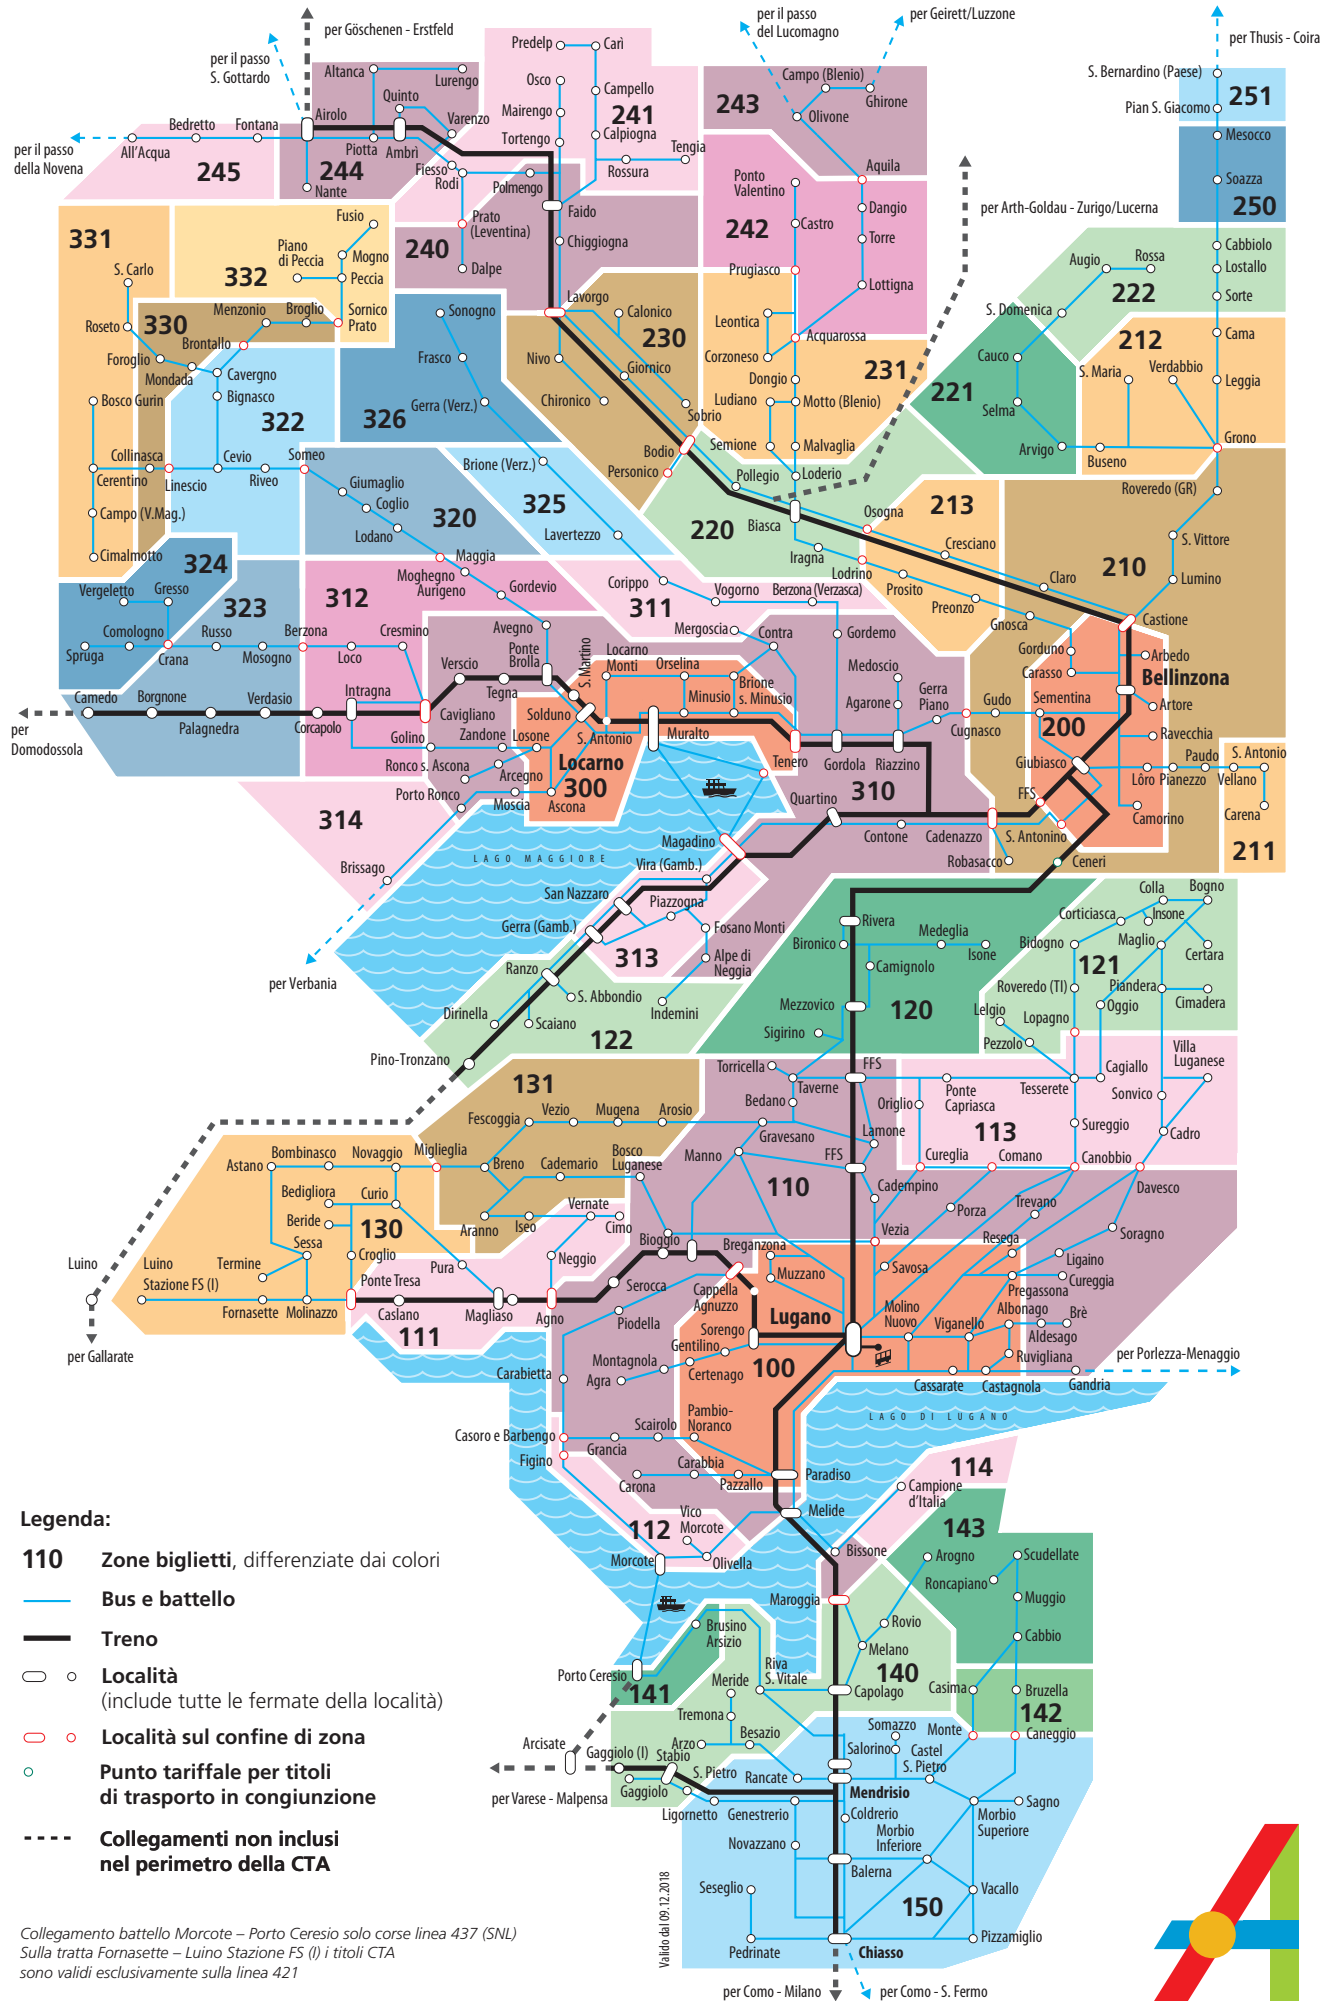 per Göschenen - Erstfeld
per il passo
S. Gottardo
per il passo
del Lucomagno
per Geirett/Luzzone
per Thusis - Coira
per il passo
della Novena
per Arth-Goldau - Zurigo/Lucerna
Predelp
Carì
Osco
Campello
241
Mairengo
Calpiogna
Tortengo
Tengia
Rossura
Altanca
Lurengo
Quinto
Varenzo
Airolo
Bedretto
Fontana
All'Acqua
245
244
Piotta
Ambrì
Nante
Fiesso
Rodi
Polmengo
Faido
Prato
(Leventina)
240
Chiggiogna
Dalpe
Lavorgo
243
Campo (Blenio)
Ghirone
Olivone
Aquila
Ponto
Valentino
Dangio
242
Castro
Torre
Prugiasco
Lottigna
Leontica
Acquarossa
Corzoneso
231
Dongio
Ludiano
Motto (Blenio)
Semione
Malvaglia
Loderio
S. Bernardino (Paese)
251
Pian S. Giacomo
Mesocco
Soazza
250
Cabbiolo
Lostallo
Sorte
Augio
Rossa
222
S. Domenica
212
Cama
Cauco
S. Maria
Verdabbio
Leggia
221
Selma
Grono
Arvigo
Buseno
Roveredo (GR)
331
S. Carlo
Fusio
Piano
di Peccia
Mogno
332
Peccia
Menzonio
Broglio
Sornico
Prato
Roseto
330
Brontallo
Foroglio
Mondada
Cavergno
Bignasco
Bosco Gurin
322
Collinasca
Cevio
Someo
Cerentino
Linescio
Riveo
Campo (V.Mag.)
Cimalmotto
Sonogno
Frasco
Gerra (Verz.)
326
Calonico
230
Nivo
Giornico
Chironico
Sobrio
Bodio
Personico
Brione (Verz.)
325
Lavertezzo
Pollegio
Biasca
220
Iragna
Osogna
213
Cresciano
Lodrino
Prosito
Claro
210
Preonzo
Gnosca
S. Vittore
Lumino
Castione
Giumaglio
Coglio
320
Lodano
Maggia
Moghegno
Aurigeno
Gordevio
324
Vergeletto
Gresso
323
312
Comologno
Russo
Berzona
Cresmino
Spruga
Crana
Mosogno
Loco
Corippo
Vogorno
Berzona (Verzasca)
311
Mergoscia
Contra
Gordemo
Avegno
Ponte
Brolla
S. Martino
Locarno
Monti
Orselina
Verscio
Tegna
Minusio
Brione
s. Minusio
Medoscio
Agarone
Gerra
Piano
Gudo
Sementina
Gorduno
Carasso
Arbedo
Bellinzona
Artore
200
Cugnasco
Ravecchia
Camedo
Borgnone
Verdasio
Intragna
Palagnedra
Corcapolo
Cavigliano
Solduno
S. Antonio
Muralto
Tenero
Gordola
Riazzino
Golino
Zandone
Losone
Locarno
300
Ronco s. Ascona
Arcegno
Porto Ronco
Moscia
Ascona
Giubiasco
Paudo
S. Antonio
Lôro
Pianezzo
Vellano
FFS
Camorino
Carena
211
per
Domodossola
314
Brissago
per Verbania
LAGO MAGGIORE
Quartino
310
Contone
Cadenazzo
S. Antonino
Robasacco
Ceneri
Magadino
Vira (Gamb.)
San Nazzaro
Piazzogna
Gerra (Gamb.)
Fosano Monti
313
Alpe di
Neggia
Ranzo
S. Abbondio
Indemini
Dirinella
Scaiano
122
Pino-Tronzano
Rivera
Bironico
Medeglia
Isone
Camignolo
Mezzovico
120
Sigirino
Colla
Bogno
Corticiasca
Insone
Bidogno
Maglio
Certara
121
Roveredo (TI)
Piandera
Cimadera
Oggio
Lelgio
Lopagno
Pezzolo
Villa
Luganese
Torricella
FFS
Taverne
Ponte
Capriasca
Tesserete
Cagiallo
Sonvico
Bedano
Origlio
113
Sureggio
Gravesano
Lamone
Cadro
Manno
FFS
Cureglia
Comano
Canobbio
110
Cadempino
Davesco
Porza
Trevano
Vezia
Soragno
131
Fescoggia
Vezio
Mugena
Arosio
Miglieglia
Breno
Cademario
Bosco
Luganese
Vernate
Aranno
Iseo
Cimo
Astano
Bombinasco
Novaggio
Bedigliora
Curio
Beride
130
Sessa
Croglio
Pura
Neggio
Luino
Luino
Stazione FS (I)
Termine
Ponte Tresa
Fornasette
Molinazzo
Caslano
Magliaso
Agno
111
per Gallarate
Bioggio
Breganzona
Muzzano
Savosa
Resega
Ligaino
Cureggia
Pregassona
Serocca
Cappella
Agnuzzo
Lugano
Molino
Nuovo
Viganello
Albonago
Brè
Aldesago
Piodella
Sorengo
Gentilino
100
Ruvigliana
Montagnola
Certenago
Agra
Cassarate
Castagnola
Gandria
per Porlezza-Menaggio
LAGO DI LUGANO
Carabietta
Pambio-
Noranco
Casoro e Barbengo
Scairolo
Figino
Grancia
Carabbia
Paradiso
Carona
Pazzallo
114
Campione
d'Italia
Vico
Morcote
112
Melide
Morcote
Olivella
Bissone
143
Arogno
Scudellate
Roncapiano
Muggio
Maroggia
Rovio
Cabbio
Brusino
Arsizio
Melano
Porto Ceresio
141
Riva
S. Vitale
Meride
140
Capolago
Casima
Bruzella
142
Tremona
Somazzo
Monte
Caneggio
Arcisate
Arzo
Besazio
Salorino
Castel
S. Pietro
Gaggiolo (I)
Stabio
S. Pietro
Rancate
Mendrisio
per Varese - Malpensa
Gaggiolo
Ligornetto
Genestrerio
Coldrerio
Morbio
Inferiore
Morbio
Superiore
Sagno
Novazzano
Balerna
Seseglio
Vacallo
150
Pedrinate
Chiasso
Pizzamiglio
per Como - Milano
per Como - S. Fermo
Valido dal 09.12.2018
Legenda:
110 Zone biglietti, differenziate dai colori
Bus e battello
Treno
Località
(include tutte le fermate della località)
Località sul confine di zona
Punto tariffale per titoli
di trasporto in congiunzione
Collegamenti non inclusi
nel perimetro della CTA
Collegamento battello Morcote – Porto Ceresio solo corse linea 437 (SNL)
Sulla tratta Fornasette – Luino Stazione FS (I) i titoli CTA
sono validi esclusivamente sulla linea 421